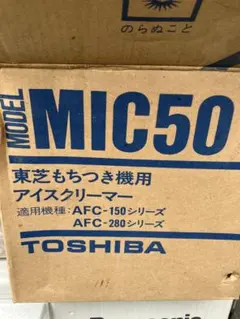 のらぬこと
MODEL MIC50
東芝もちつき機用
アイスクリーマー
適用機種:AFC-150シリーズ
AFC-280シリーズ
TOSHIBA
Panasonic